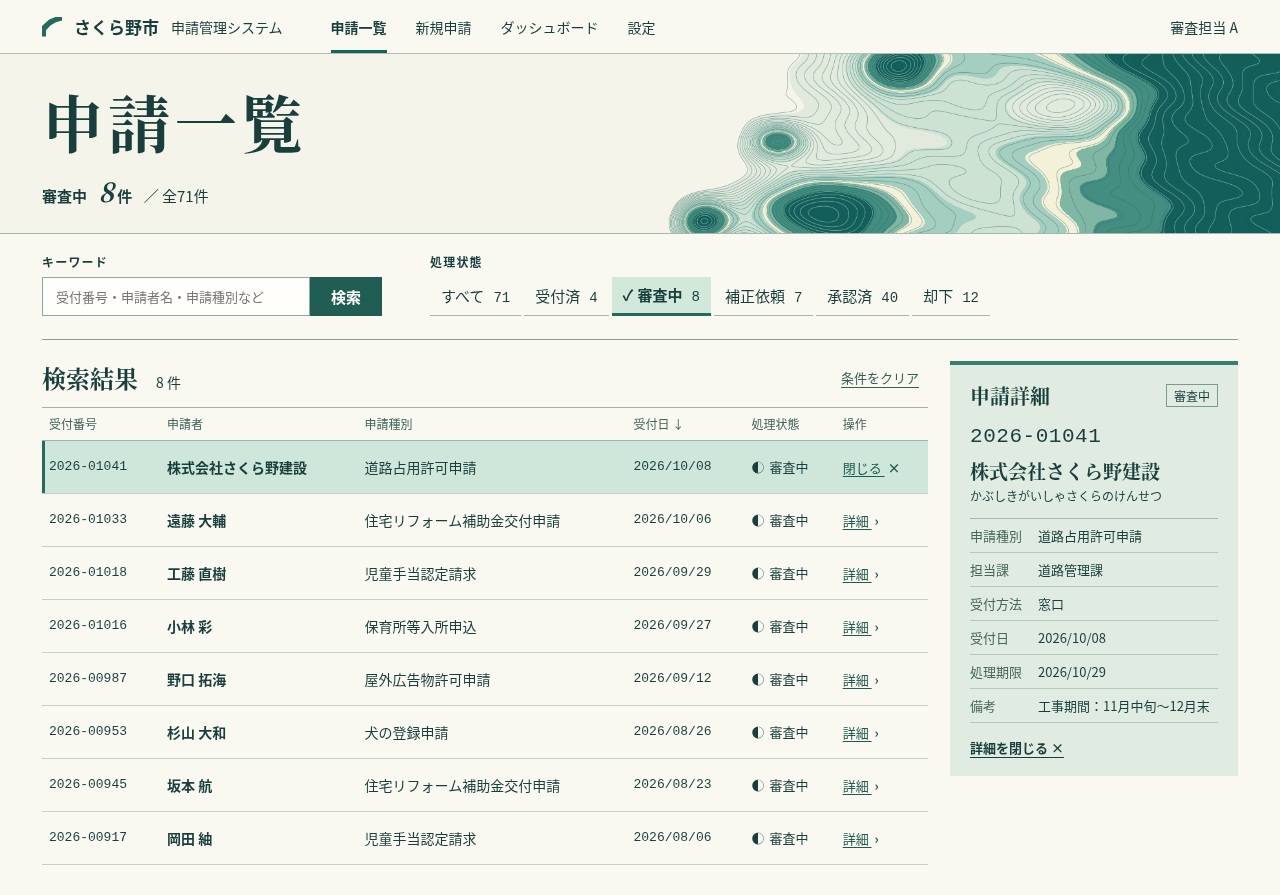 さくら野市 申請管理システム 申請一覧 新規申請 ダッシュボード 設定 審査担当 A
申請一覧
審査中 8件 ／ 全71件
キーワード
受付番号・申請者名・申請種別など 検索
処理状態
すべて 71 受付済 4 ✓ 審査中 8 補正依頼 7 承認済 40 却下 12
検索結果 8 件 条件をクリア
受付番号 申請者 申請種別 受付日 ↓ 処理状態 操作
2026-01041 株式会社さくら野建設 道路占用許可申請 2026/10/08 ◐ 審査中 閉じる ×
2026-01033 遠藤 大輔 住宅リフォーム補助金交付申請 2026/10/06 ◐ 審査中 詳細 ›
2026-01018 工藤 直樹 児童手当認定請求 2026/09/29 ◐ 審査中 詳細 ›
2026-01016 小林 彩 保育所等入所申込 2026/09/27 ◐ 審査中 詳細 ›
2026-00987 野口 拓海 屋外広告物許可申請 2026/09/12 ◐ 審査中 詳細 ›
2026-00953 杉山 大和 犬の登録申請 2026/08/26 ◐ 審査中 詳細 ›
2026-00945 坂本 航 住宅リフォーム補助金交付申請 2026/08/23 ◐ 審査中 詳細 ›
2026-00917 岡田 紬 児童手当認定請求 2026/08/06 ◐ 審査中 詳細 ›
申請詳細 審査中
2026-01041
株式会社さくら野建設
かぶしきがいしゃさくらのけんせつ
申請種別 道路占用許可申請
担当課 道路管理課
受付方法 窓口
受付日 2026/10/08
処理期限 2026/10/29
備考 工事期間：11月中旬〜12月末
詳細を閉じる ×